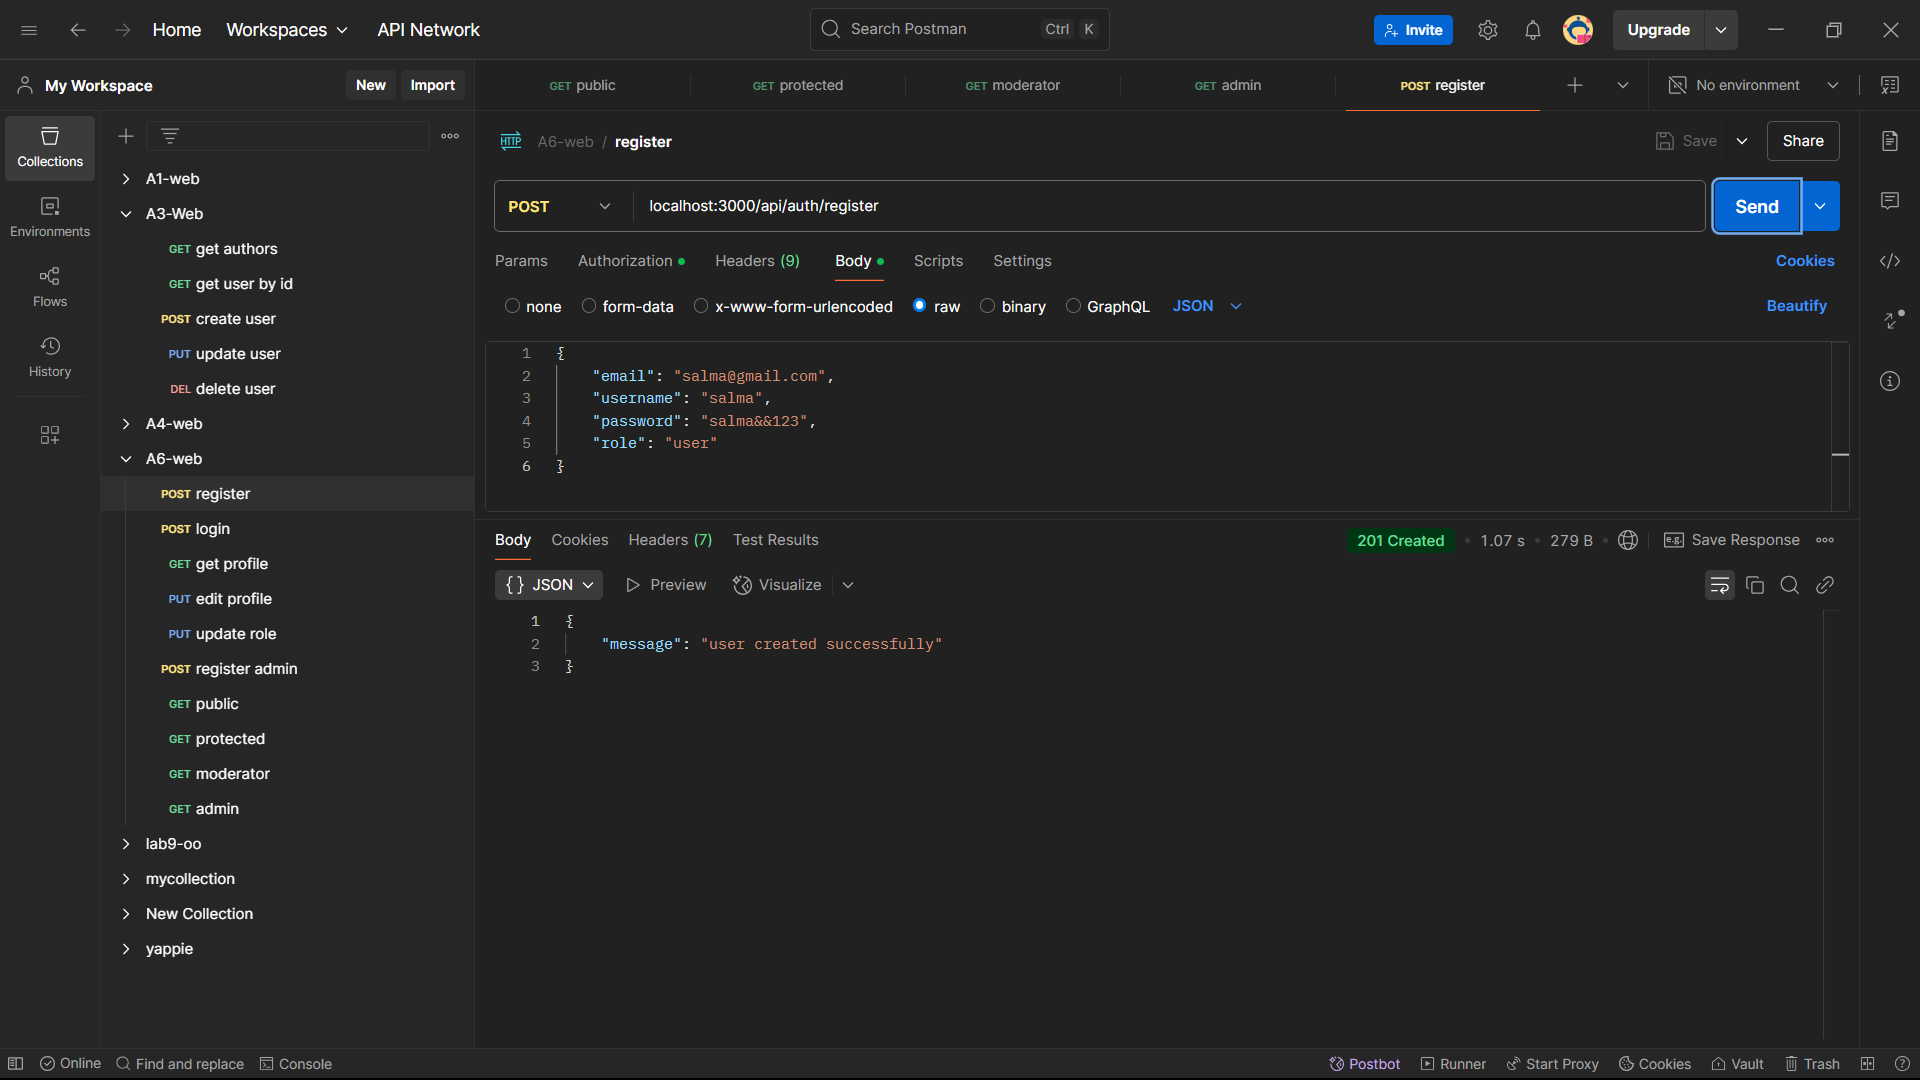 Home Workspaces API Network Search Postman Ctrl K Invite Upgrade
My Workspace New Import GET public GET protected GET moderator GET admin POST register No environment
Collections
Environments
Flows
History
A1-web
A3-Web
GET get authors
GET get user by id
POST create user
PUT update user
DEL delete user
A4-web
A6-web
POST register
POST login
GET get profile
PUT edit profile
PUT update role
POST register admin
GET public
GET protected
GET moderator
GET admin
lab9-oo
mycollection
New Collection
yappie
HTTP A6-web / register Save Share
POST localhost:3000/api/auth/register Send
Params Authorization Headers (9) Body Scripts Settings Cookies
none form-data x-www-form-urlencoded raw binary GraphQL JSON Beautify
1 {
2 "email": "salma@gmail.com",
3 "username": "salma",
4 "password": "salma&&123",
5 "role": "user"
6 }
Body Cookies Headers (7) Test Results 201 Created • 1.07 s • 279 B • e.g. Save Response
{} JSON Preview Visualize
1 {
2 "message": "user created successfully"
3 }
Online Find and replace Console Postbot Runner Start Proxy Cookies Vault Trash